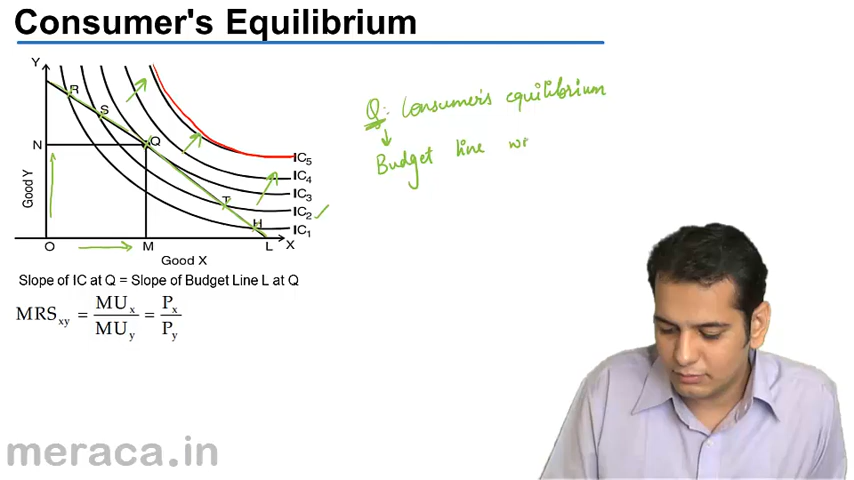 Consumer's Equilibrium
Y
R
S
Q
N
Good Y
T
H
IC5
IC4
IC3
IC2
IC1
O
M
L
X
Good X
Q: Consumer's equilibrium
Budget line
Slope of IC at Q = Slope of Budget Line L at Q
MRSxy = MUx / MUy = Px / Py
meraca.in